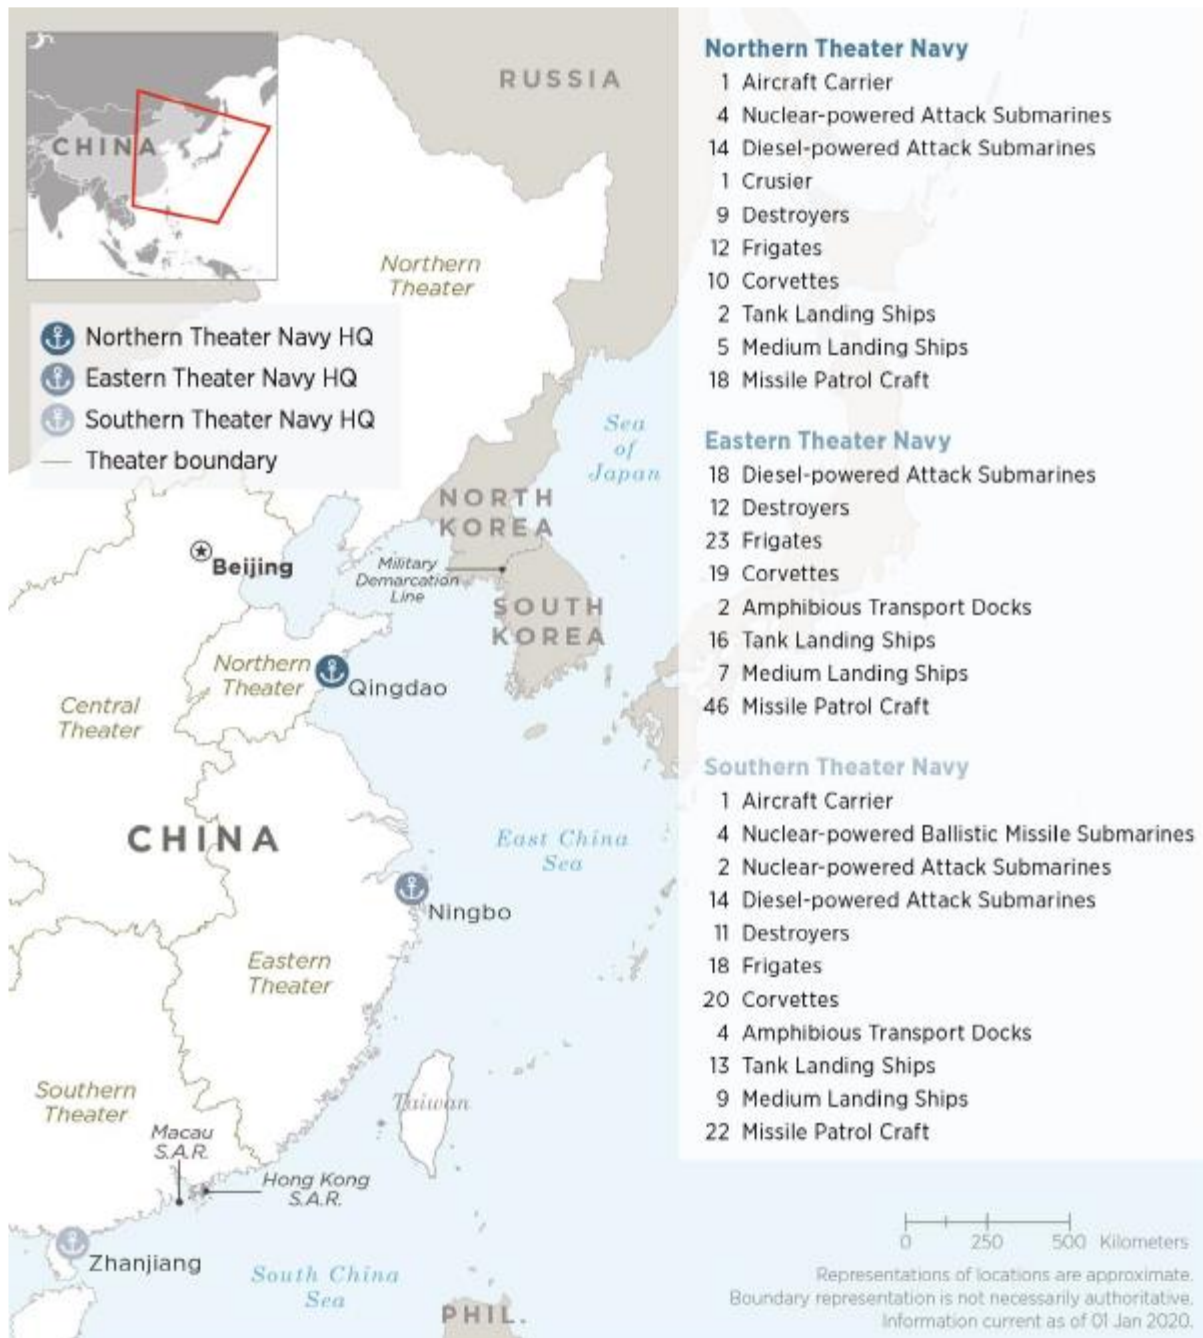 CHINA
RUSSIA
Northern
Theater
Northern Theater Navy HQ
Eastern Theater Navy HQ
Southern Theater Navy HQ
Theater boundary
Sea
of
Japan
NORTH
KOREA
Beijing
Military
Demarcation
Line
SOUTH
KOREA
Northern
Theater
Qingdao
Central
Theater
CHINA
East China
Sea
Ningbo
Eastern
Theater
Southern
Theater
Taiwan
Macau
S.A.R.
Hong Kong
S.A.R.
Zhanjiang
South China
Sea
PHIL.
Northern Theater Navy
1 Aircraft Carrier
4 Nuclear-powered Attack Submarines
14 Diesel-powered Attack Submarines
1 Crusier
9 Destroyers
12 Frigates
10 Corvettes
2 Tank Landing Ships
5 Medium Landing Ships
18 Missile Patrol Craft
Eastern Theater Navy
18 Diesel-powered Attack Submarines
12 Destroyers
23 Frigates
19 Corvettes
2 Amphibious Transport Docks
16 Tank Landing Ships
7 Medium Landing Ships
46 Missile Patrol Craft
Southern Theater Navy
1 Aircraft Carrier
4 Nuclear-powered Ballistic Missile Submarines
2 Nuclear-powered Attack Submarines
14 Diesel-powered Attack Submarines
11 Destroyers
18 Frigates
20 Corvettes
4 Amphibious Transport Docks
13 Tank Landing Ships
9 Medium Landing Ships
22 Missile Patrol Craft
0 250 500 Kilometers
Representations of locations are approximate.
Boundary representation is not necessarily authoritative.
Information current as of 01 Jan 2020.